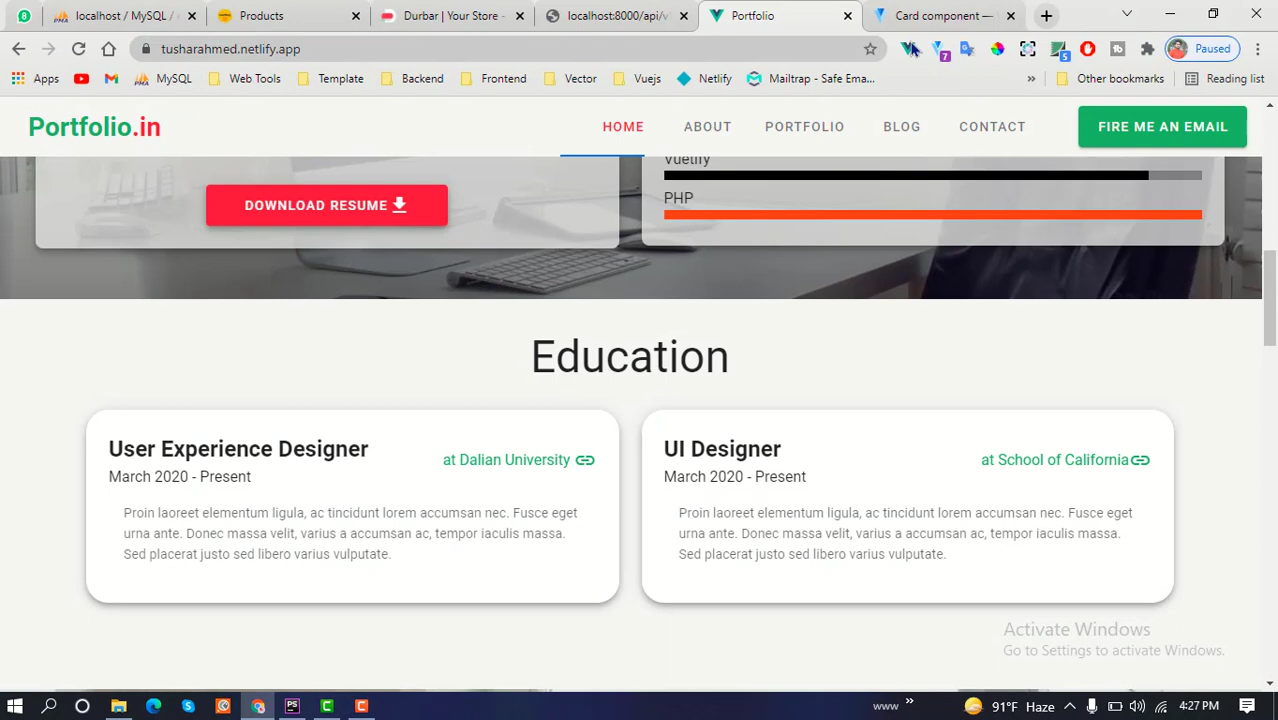 8
localhost / MySQL /
Products
Durbar | Your Store -
localhost:8000/api/v
Portfolio
Card component —
tusharahmed.netlify.app
7
5
Paused
Apps
MySQL
Web Tools
Template
Backend
Frontend
Vector
Vuejs
Netlify
Mailtrap - Safe Ema...
»
Other bookmarks
Reading list
Portfolio.in
HOME
ABOUT
PORTFOLIO
BLOG
CONTACT
FIRE ME AN EMAIL
Vuetify
DOWNLOAD RESUME
PHP
Education
User Experience Designer
at Dalian University
March 2020 - Present
Proin laoreet elementum ligula, ac tincidunt lorem accumsan nec. Fusce eget
urna ante. Donec massa velit, varius a accumsan ac, tempor iaculis massa.
Sed placerat justo sed libero varius vulputate.
UI Designer
at School of California
March 2020 - Present
Proin laoreet elementum ligula, ac tincidunt lorem accumsan nec. Fusce eget
urna ante. Donec massa velit, varius a accumsan ac, tempor iaculis massa.
Sed placerat justo sed libero varius vulputate.
Activate Windows
Go to Settings to activate Windows.
PS
C
C
www
»
91°F Haze
4:27 PM